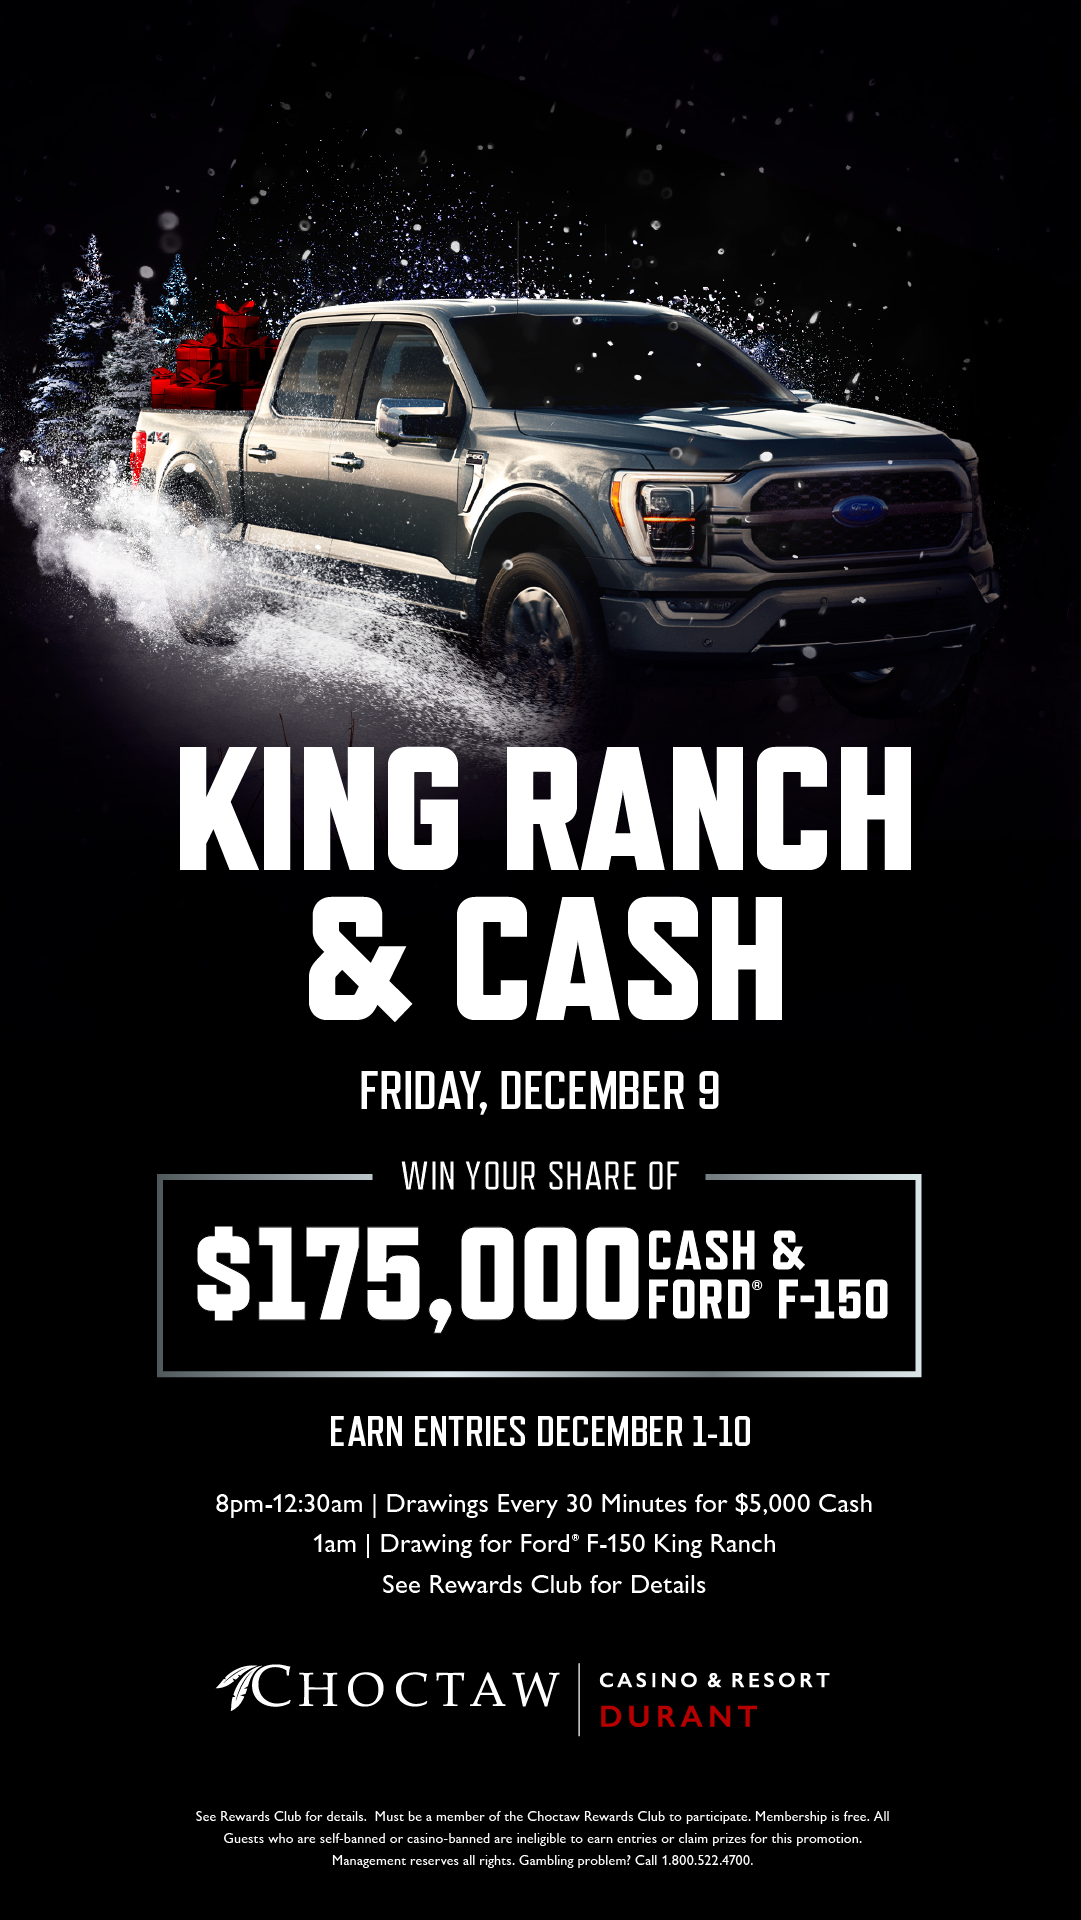 4x4
KING RANCH
& CASH
FRIDAY, DECEMBER 9
WIN YOUR SHARE OF
$175,000 CASH &
FORD® F-150
EARN ENTRIES DECEMBER 1-10
8pm-12:30am | Drawings Every 30 Minutes for $5,000 Cash
1am | Drawing for Ford® F-150 King Ranch
See Rewards Club for Details
CHOCTAW
CASINO & RESORT
DURANT
See Rewards Club for details. Must be a member of the Choctaw Rewards Club to participate. Membership is free. All
Guests who are self-banned or casino-banned are ineligible to earn entries or claim prizes for this promotion.
Management reserves all rights. Gambling problem? Call 1.800.522.4700.